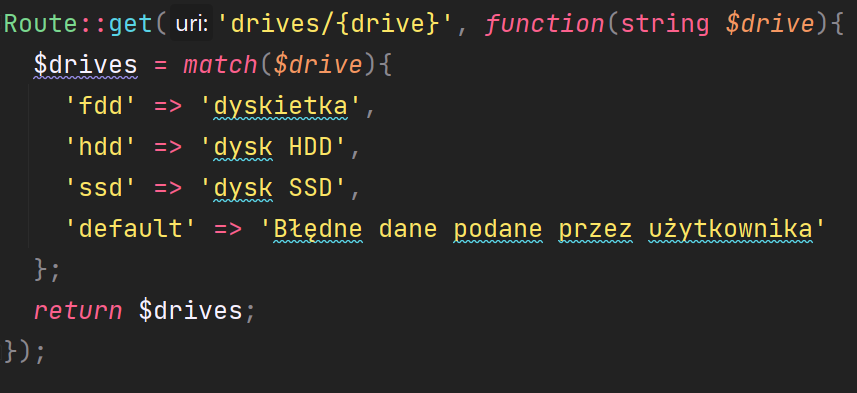 Route::get( uri: 'drives/{drive}', function(string $drive){
$drives = match($drive){
'fdd' => 'dyskietka',
'hdd' => 'dysk HDD',
'ssd' => 'dysk SSD',
'default' => 'Błędne dane podane przez użytkownika'
};
return $drives;
});